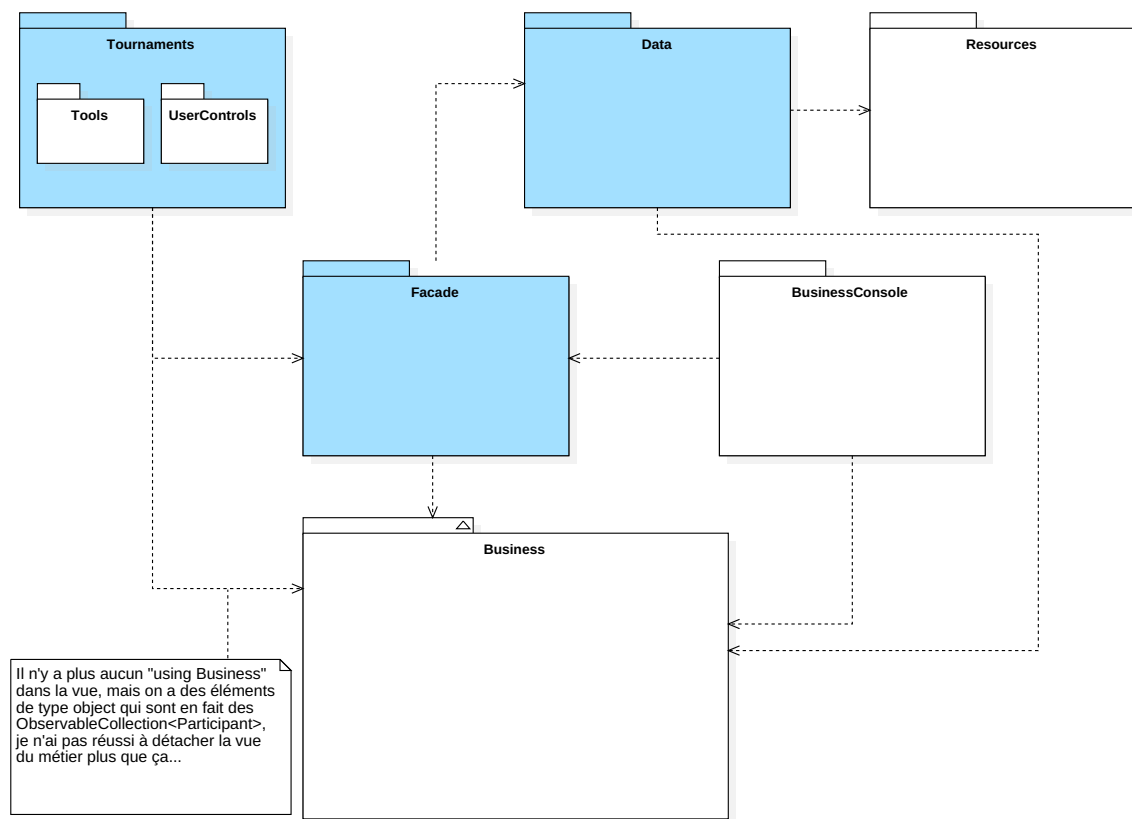 Tournaments
Data
Resources
Tools
UserControls
Facade
BusinessConsole
Business
Il n'y a plus aucun "using Business"
dans la vue, mais on a des éléments
de type object qui sont en fait des
ObservableCollection<Participant>,
je n'ai pas réussi à détacher la vue
du métier plus que ça...